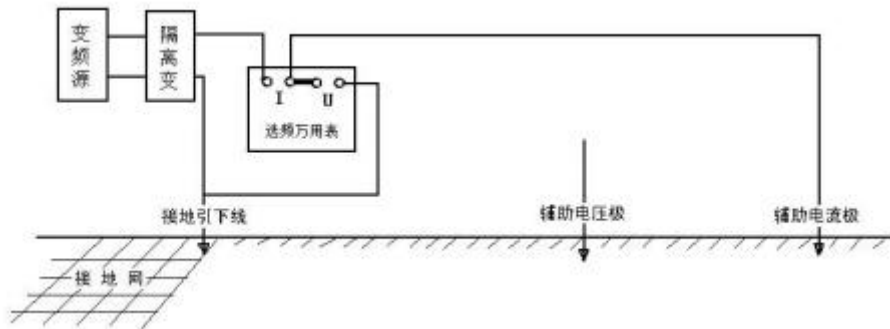 变频源
隔离变
I U
选频万用表
接地引下线
辅助电压极
辅助电流极
接地网